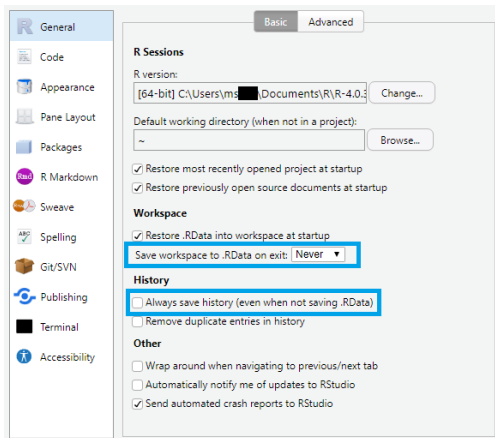 General
Code
Appearance
Pane Layout
Packages
Rmd R Markdown
Sweave
ABC Spelling
Git/SVN
Publishing
Terminal
Accessibility
Basic Advanced
R Sessions
R version:
[64-bit] C:\Users\ms \Documents\R\R-4.0.3 Change...
Default working directory (when not in a project):
~ Browse...
Restore most recently opened project at startup
Restore previously open source documents at startup
Workspace
Restore .RData into workspace at startup
Save workspace to .RData on exit: Never
History
Always save history (even when not saving .RData)
Remove duplicate entries in history
Other
Wrap around when navigating to previous/next tab
Automatically notify me of updates to RStudio
Send automated crash reports to RStudio